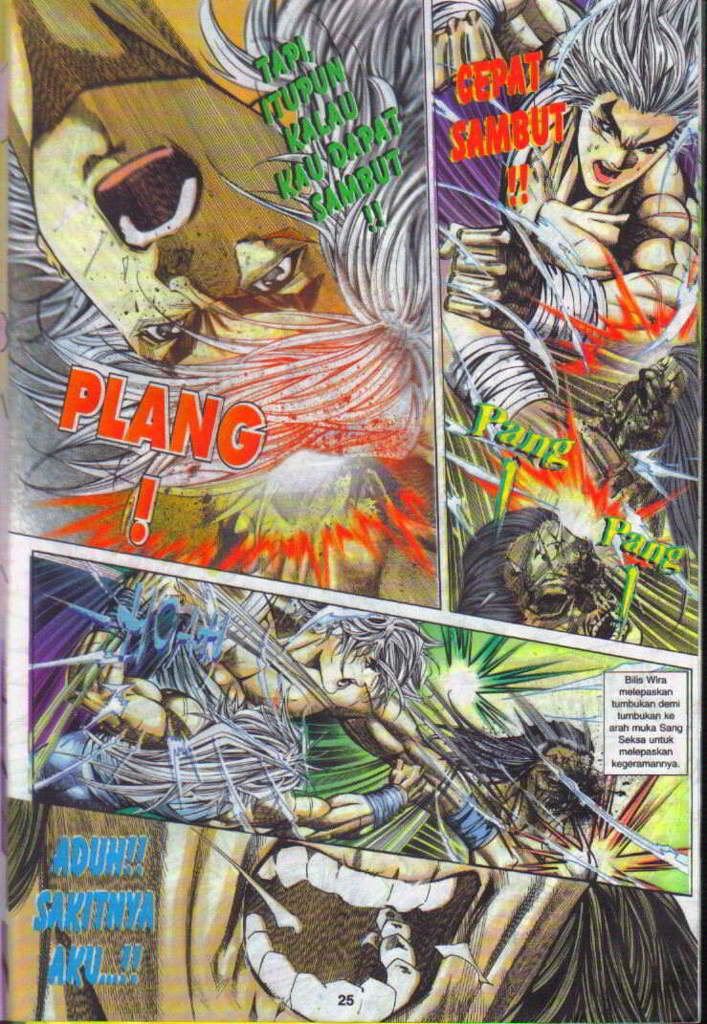 TAPI,
ITUPUN
KALAU
KAU DAPAT
SAMBUT
!!
CEPAT
SAMBUT
!!
PLANG
!
Pang
!
Pang
!
Bilis Wira
melepaskan
tumbukan demi
tumbukan ke
arah muka Sang
Seksa untuk
melepaskan
kegeramannya.
ADUH!!
SAKITNYA
AKU...!!
25